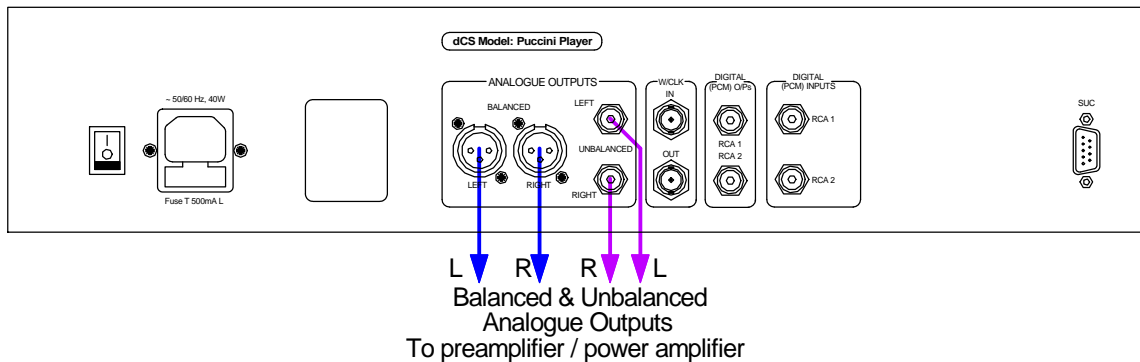 dCS Model: Puccini Player
ANALOGUE OUTPUTS
BALANCED
LEFT
RIGHT
LEFT
UNBALANCED
RIGHT
W/CLK
IN
OUT
DIGITAL
(PCM) O/Ps
RCA 1
RCA 2
DIGITAL
(PCM) INPUTS
RCA 1
RCA 2
SUC
~ 50/60 Hz, 40W
Fuse T 500mA L
L R R L
Balanced & Unbalanced
Analogue Outputs
To preamplifier / power amplifier